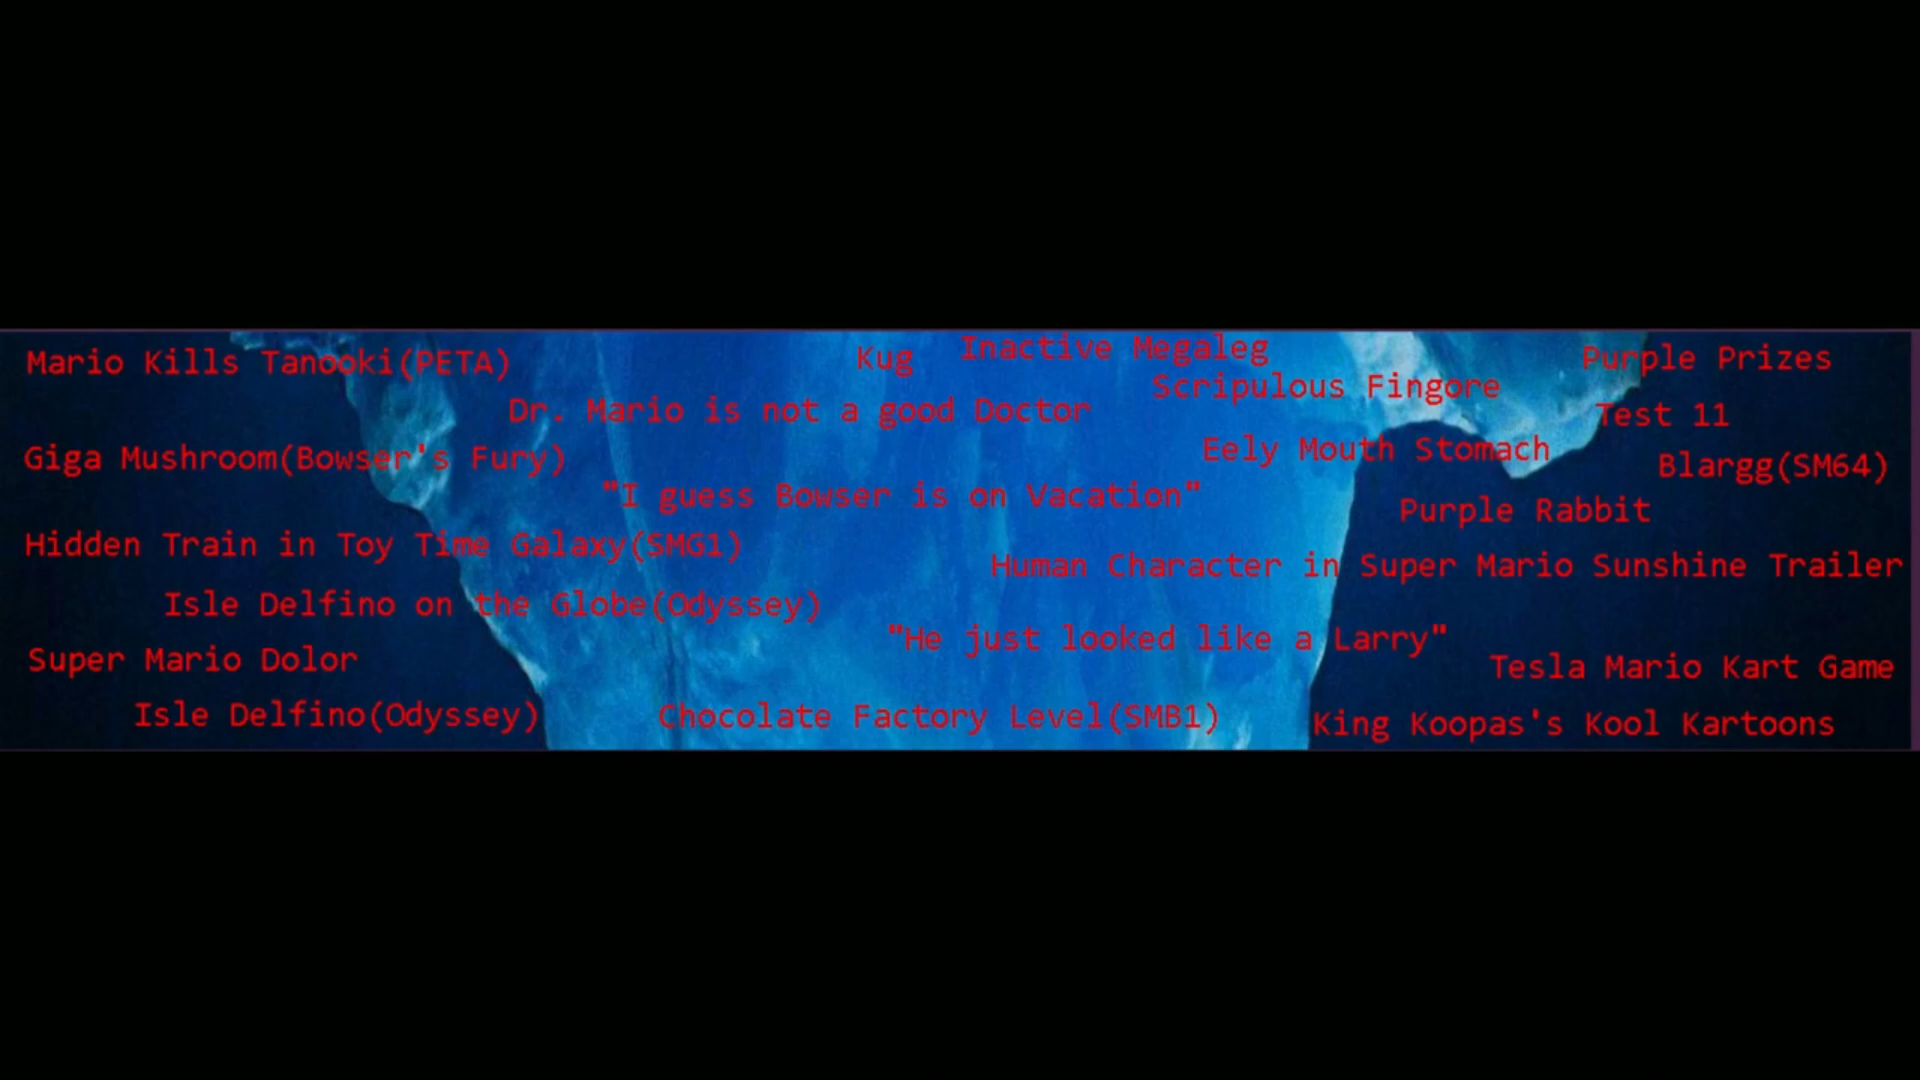 Mario Kills Tanooki(PETA)
Kug
Inactive Megaleg
Purple Prizes
Scripulous Fingore
Dr. Mario is not a good Doctor
Test 11
Giga Mushroom(Bowser's Fury)
Eely Mouth Stomach
Blargg(SM64)
"I guess Bowser is on Vacation"
Purple Rabbit
Hidden Train in Toy Time Galaxy(SMG1)
Human Character in Super Mario Sunshine Trailer
Isle Delfino on the Globe(Odyssey)
"He just looked like a Larry"
Super Mario Dolor
Tesla Mario Kart Game
Isle Delfino(Odyssey)
Chocolate Factory Level(SMB1)
King Koopas's Kool Kartoons